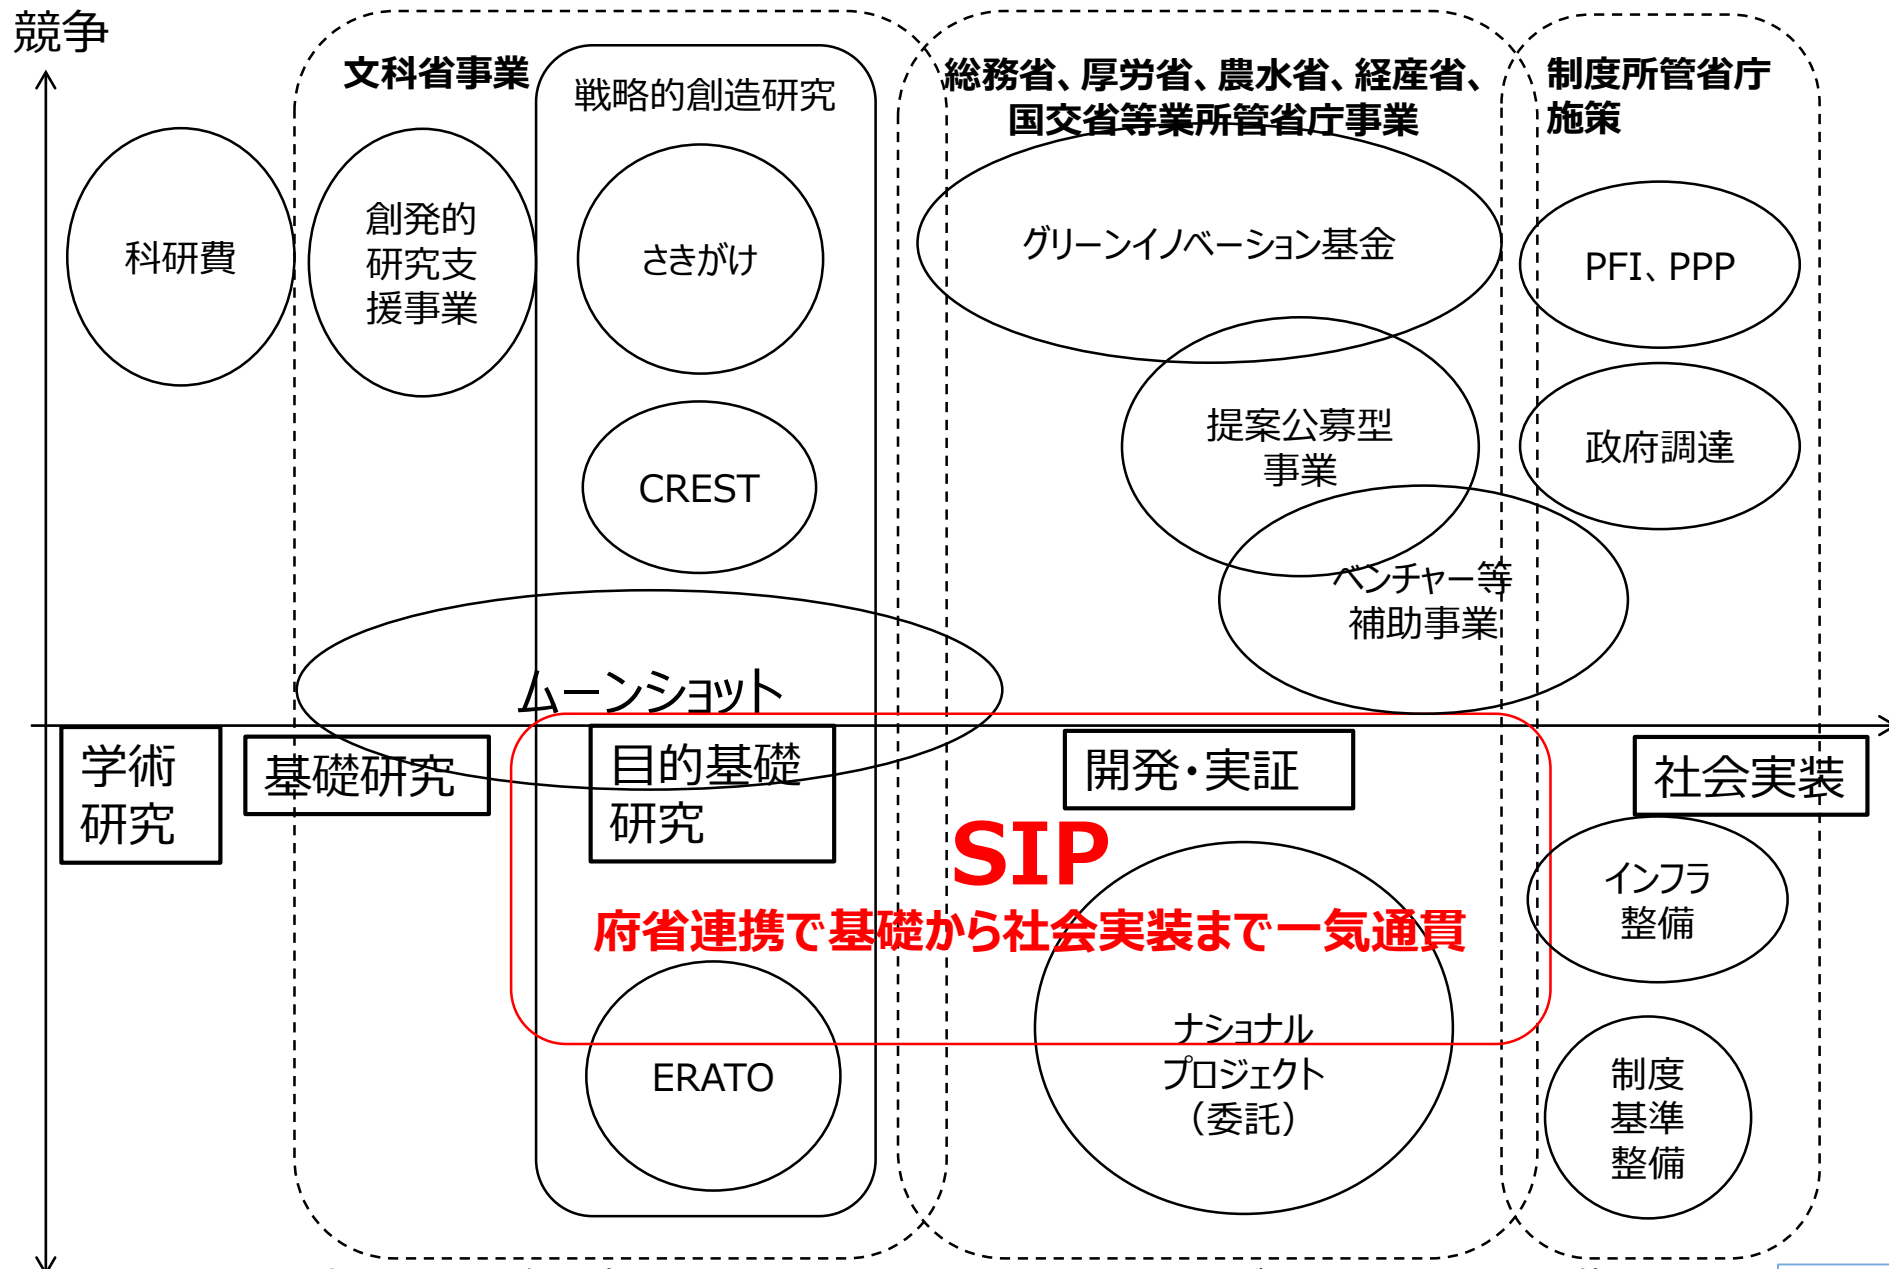 競争
文科省事業
戦略的創造研究
総務省、厚労省、農水省、経産省、
国交省等業所管省庁事業
制度所管省庁
施策
科研費
創発的
研究支
援事業
さきがけ
グリーンイノベーション基金
PFI、PPP
CREST
提案公募型
事業
政府調達
ベンチャー等
補助事業
ムーンショット
学術
研究
基礎研究
目的基礎
研究
開発・実証
社会実装
SIP
府省連携で基礎から社会実装まで一気通貫
インフラ
整備
ERATO
ナショナル
プロジェクト
（委託）
制度
基準
整備